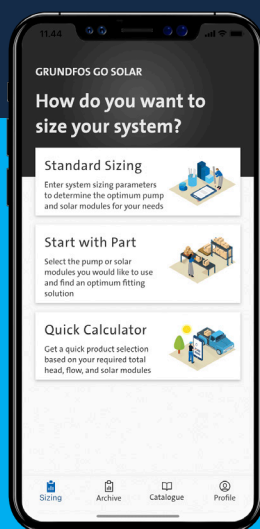 11.44
GRUNDFOS GO SOLAR
How do you want to
size your system?
Standard Sizing
Enter system sizing parameters
to determine the optimum pump
and solar modules for your needs
Start with Part
Select the pump or solar
modules you would like to use
and find an optimum fitting
solution
Quick Calculator
Get a quick product selection
based on your required total
head, flow, and solar modules
Sizing Archive Catalogue Profile